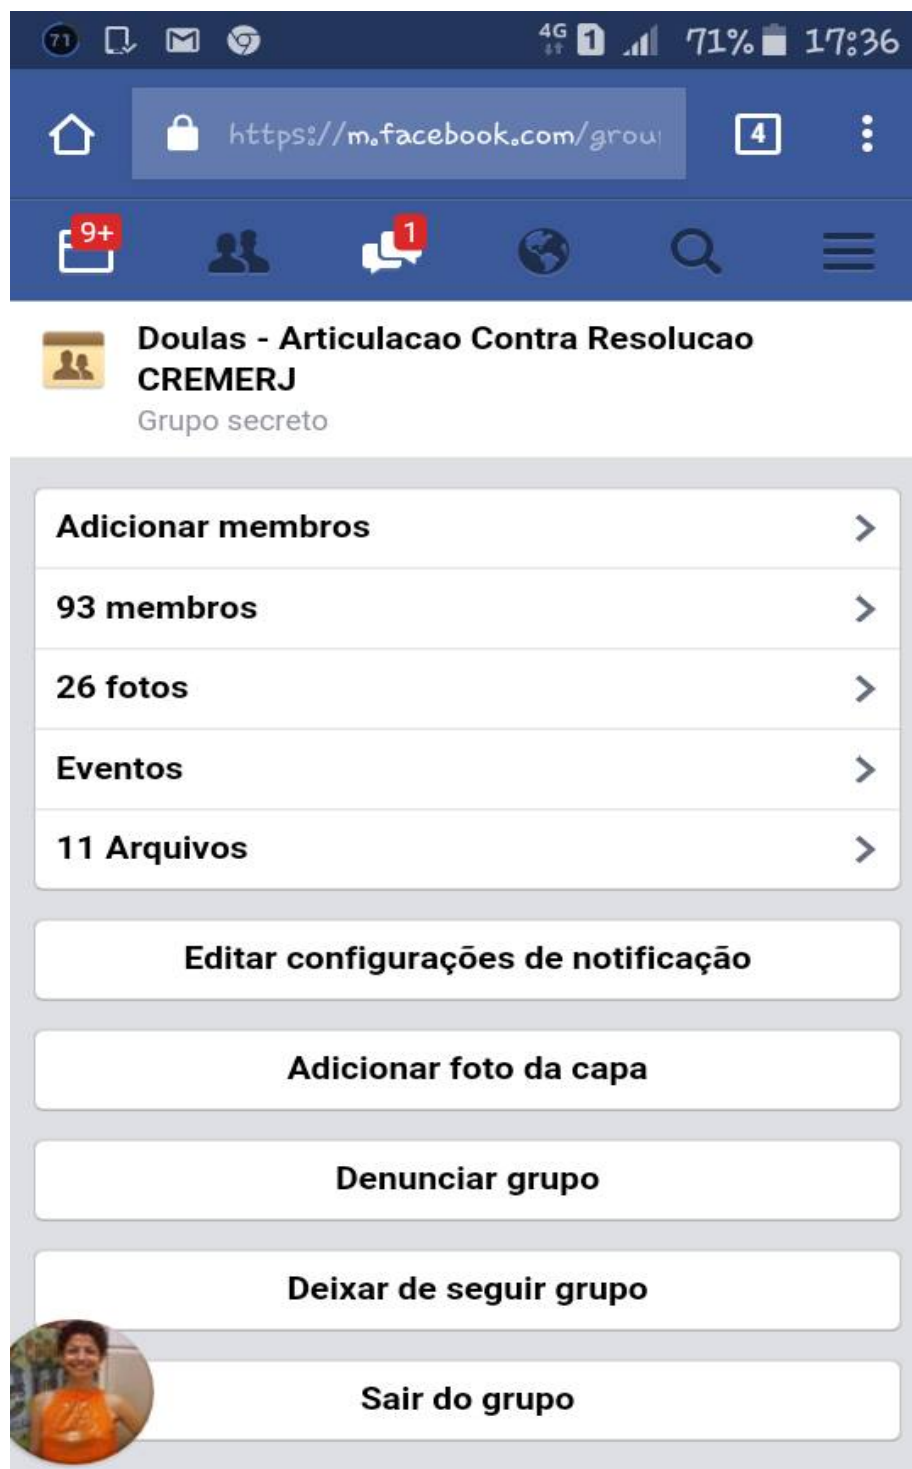 71 4G 1 71% 17:36
https://m.facebook.com/grou
4
9+ 1
Doulas - Articulacao Contra Resolucao
CREMERJ
Grupo secreto
Adicionar membros
93 membros
26 fotos
Eventos
11 Arquivos
Editar configurações de notificação
Adicionar foto da capa
Denunciar grupo
Deixar de seguir grupo
Sair do grupo